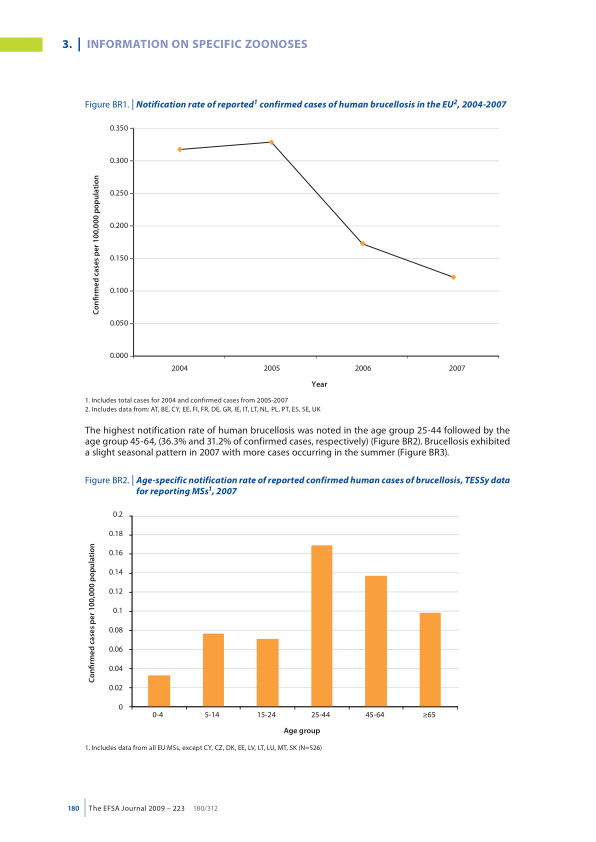 3. INFORMATION ON SPECIFIC ZOONOSES
Figure BR1. Notification rate of reported1 confirmed cases of human brucellosis in the EU2, 2004-2007
Confirmed cases per 100,000 population
0.350
0.300
0.250
0.200
0.150
0.100
0.050
0.000
2004 2005 2006 2007
Year
1. Includes total cases for 2004 and confirmed cases from 2005-2007
2. Includes data from: AT, BE, CY, EE, FI, FR, DE, GR, IE, IT, LT, NL, PL, PT, ES, SE, UK
The highest notification rate of human brucellosis was noted in the age group 25-44 followed by the
age group 45-64, (36.3% and 31.2% of confirmed cases, respectively) (Figure BR2). Brucellosis exhibited
a slight seasonal pattern in 2007 with more cases occurring in the summer (Figure BR3).
Figure BR2. Age-specific notification rate of reported confirmed human cases of brucellosis, TESSy data
for reporting MSs1, 2007
Confirmed cases per 100,000 population
0.2
0.18
0.16
0.14
0.12
0.1
0.08
0.06
0.04
0.02
0
0-4 5-14 15-24 25-44 45-64 ≥65
Age group
1. Includes data from all EU MSs, except CY, CZ, DK, EE, LV, LT, LU, MT, SK (N=526)
180 The EFSA Journal 2009 – 223 180/312